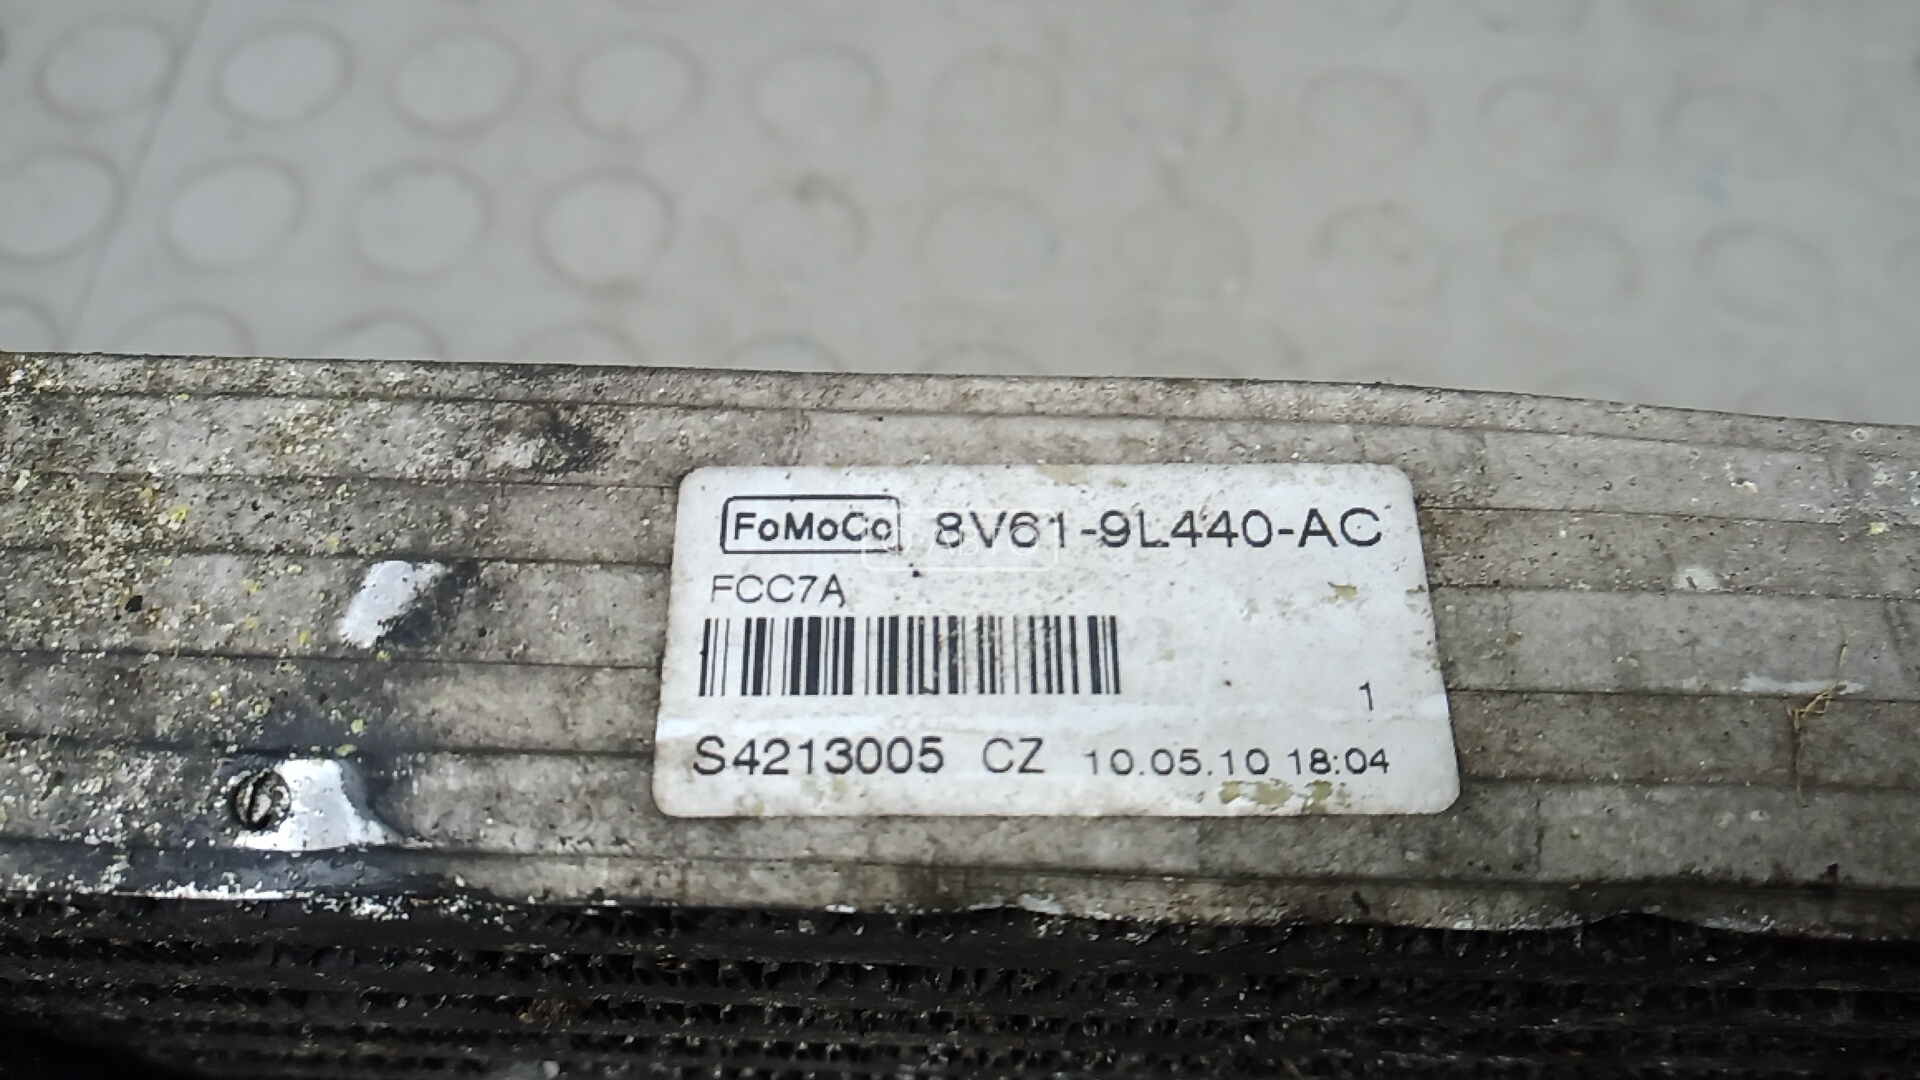 FoMoCo 8V61-9L440-AC
FCC7A
1
S4213005 CZ 10.05.10 18:04